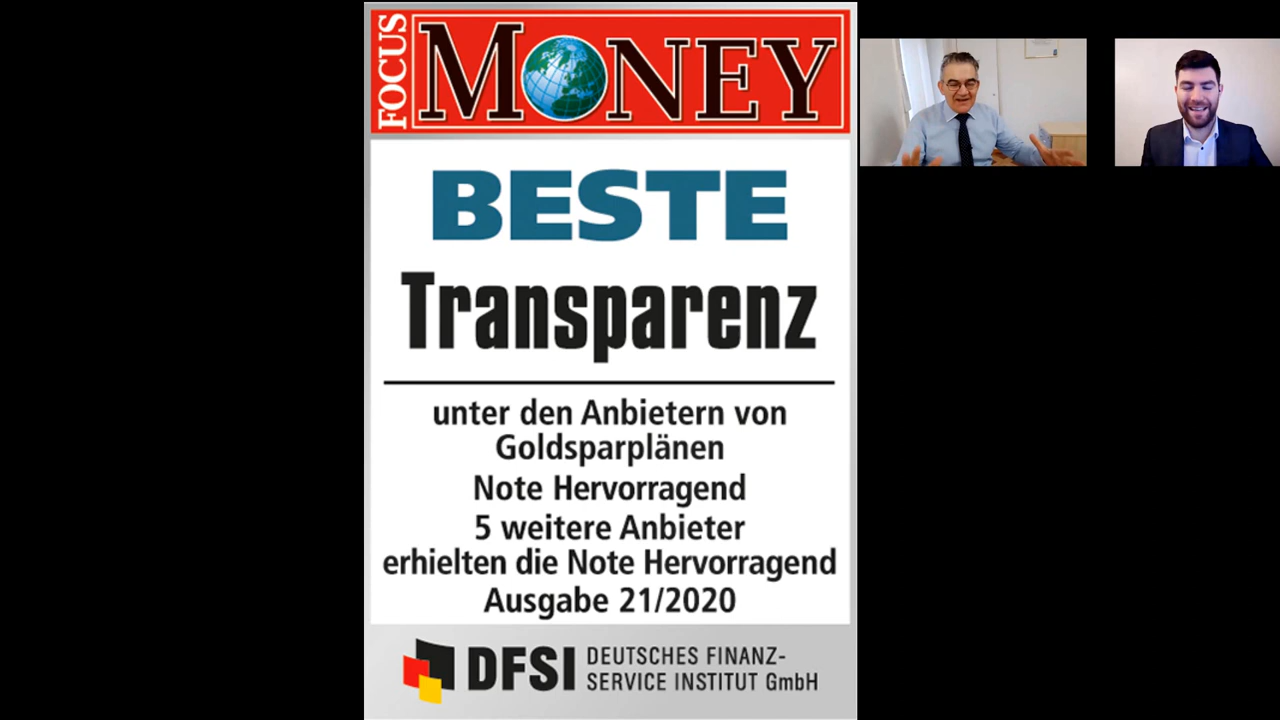 FOCUS
MONEY
BESTE
Transparenz
unter den Anbietern von
Goldsparplänen
Note Hervorragend
5 weitere Anbieter
erhielten die Note Hervorragend
Ausgabe 21/2020
DFSI
DEUTSCHES FINANZ-
SERVICE INSTITUT GmbH